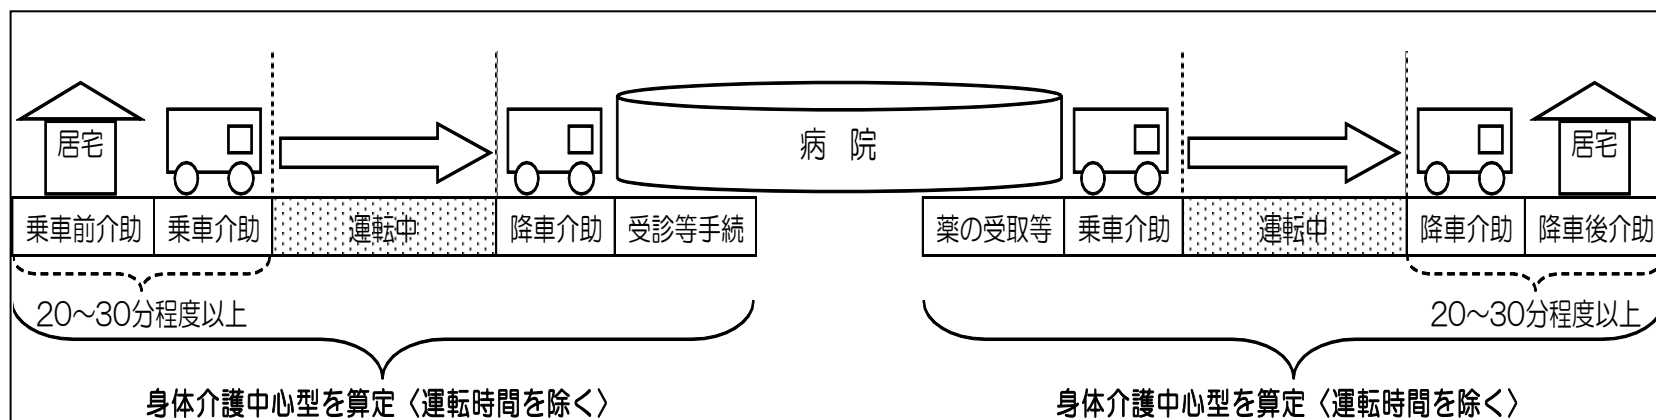 居宅
病 院
居宅
乗車前介助 乗車介助 運転中 降車介助 受診等手続 薬の受取等 乗車介助 運転中 降車介助 降車後介助
20～30分程度以上 20～30分程度以上
身体介護中心型を算定〈運転時間を除く〉 身体介護中心型を算定〈運転時間を除く〉